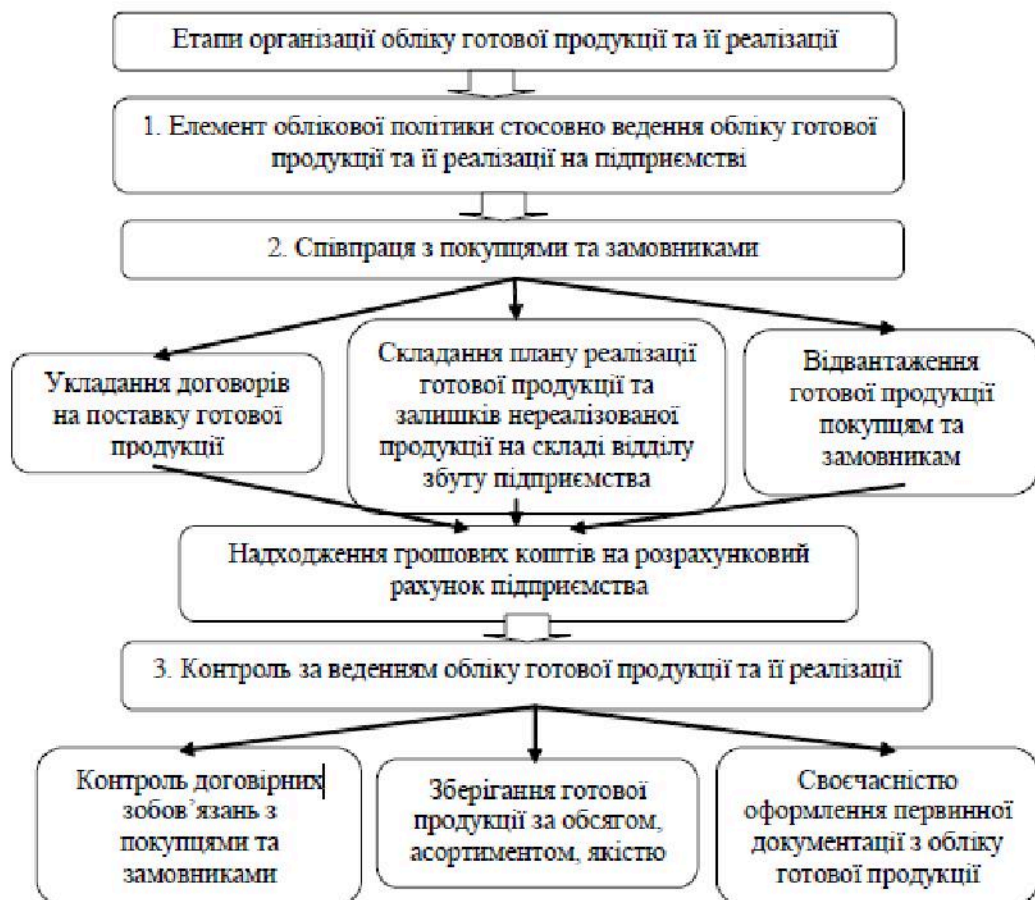 Етапи організації обліку готової продукції та її реалізації
1. Елемент облікової політики стосовно ведення обліку готової
продукції та її реалізації на підприємстві
2. Співпраця з покупцями та замовниками
Укладання договорів
на поставку готової
продукції
Складання плану реалізації
готової продукції та
залишків нереалізованої
продукції на складі відділу
збуту підприємства
Відвантаження
готової продукції
покупцям та
замовникам
Надходження грошових коштів на розрахунковий
рахунок підприємства
3. Контроль за веденням обліку готової продукції та її реалізації
Контроль договірних
зобов’язань з
покупцями та
замовниками
Зберігання готової
продукції за обсягом,
асортиментом, якістю
Своєчасністю
оформлення первинної
документації з обліку
готової продукції